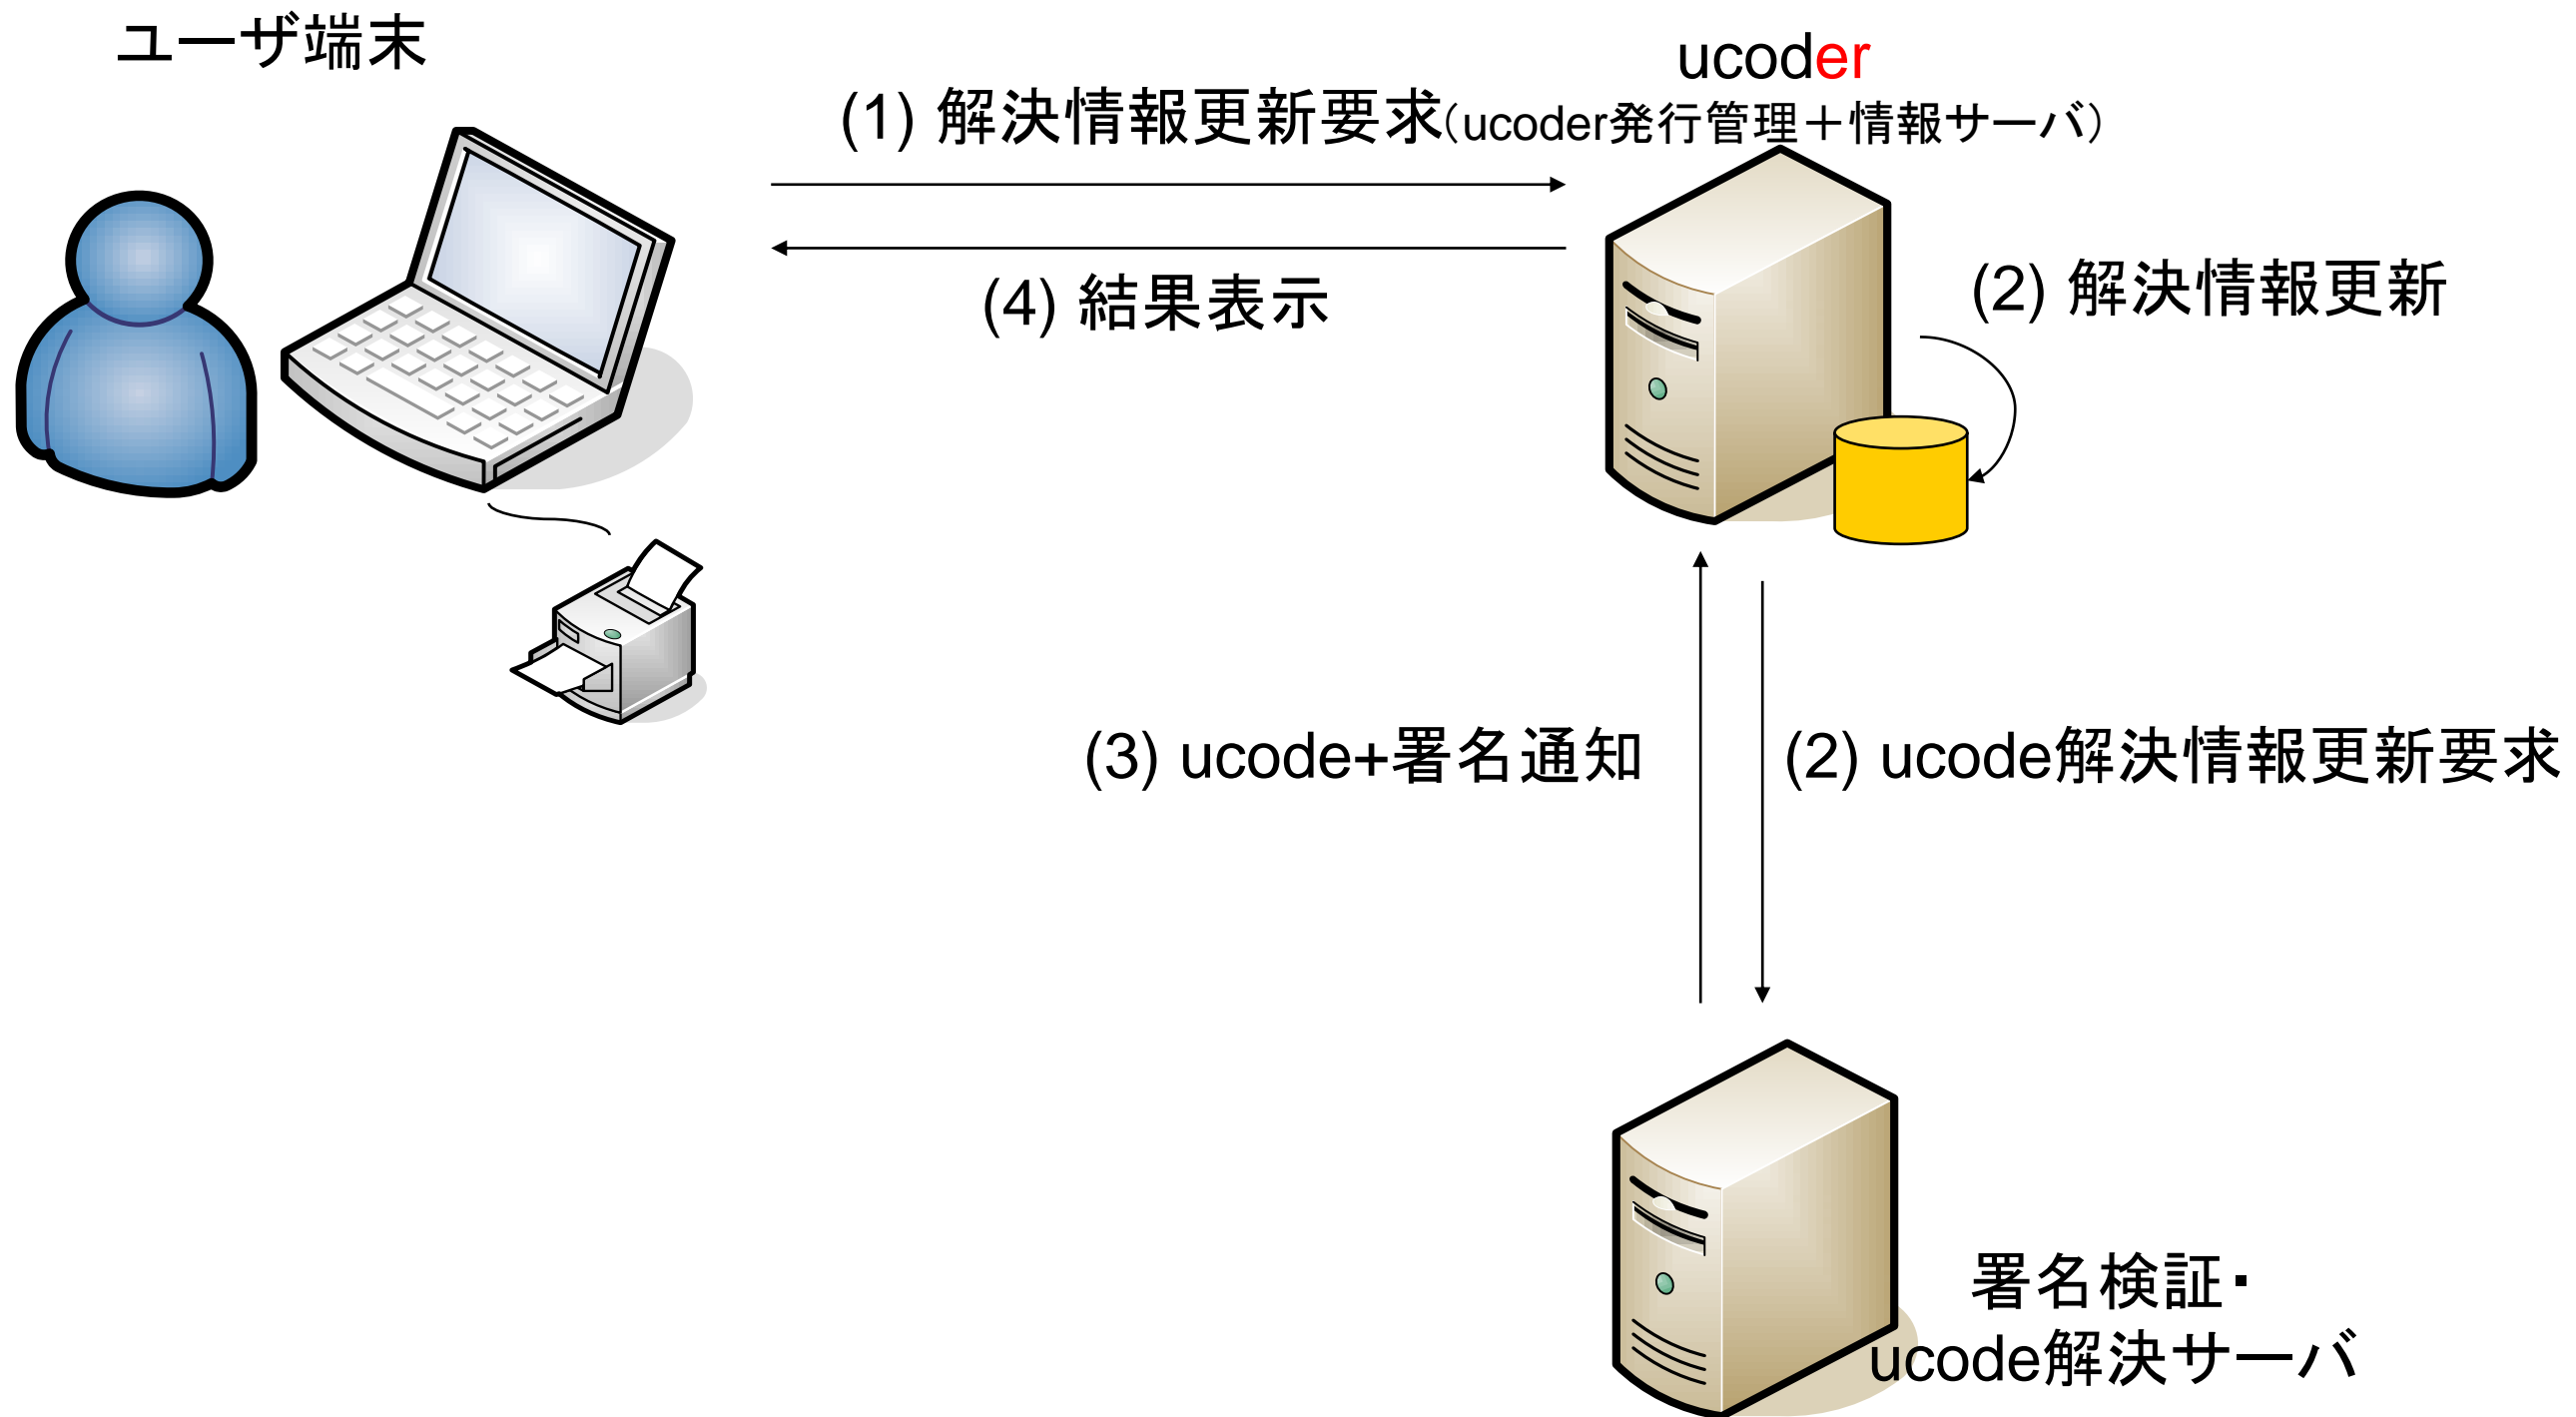 ユーザ端末
ucoder
(1) 解決情報更新要求
（ucoder発行管理＋情報サーバ）
(4) 結果表示
(2) 解決情報更新
(3) ucode+署名通知
(2) ucode解決情報更新要求
署名検証・
ucode解決サーバ